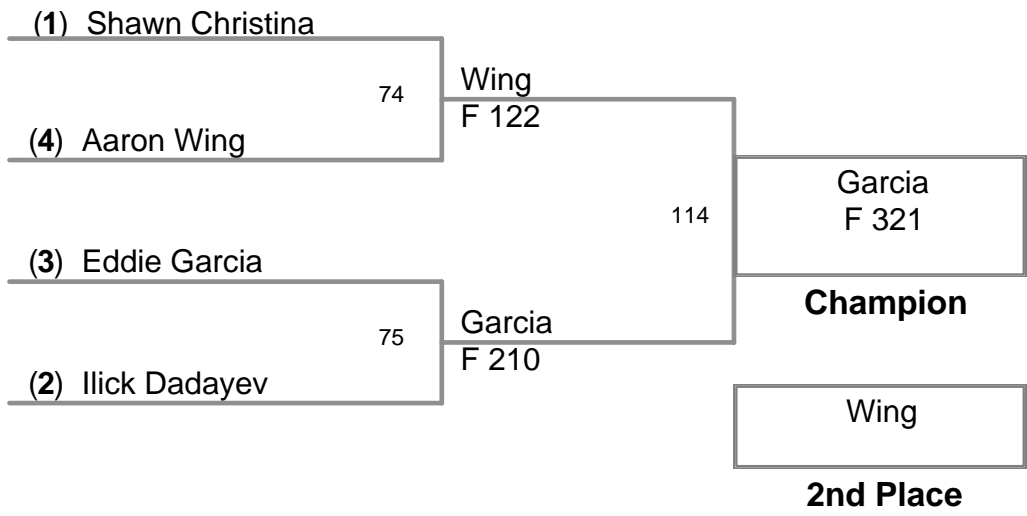 (1) Shawn Christina
74
Wing
F 122
(4) Aaron Wing
114
Garcia
F 321
Champion
(3) Eddie Garcia
75
Garcia
F 210
(2) Ilick Dadayev
Wing
2nd Place